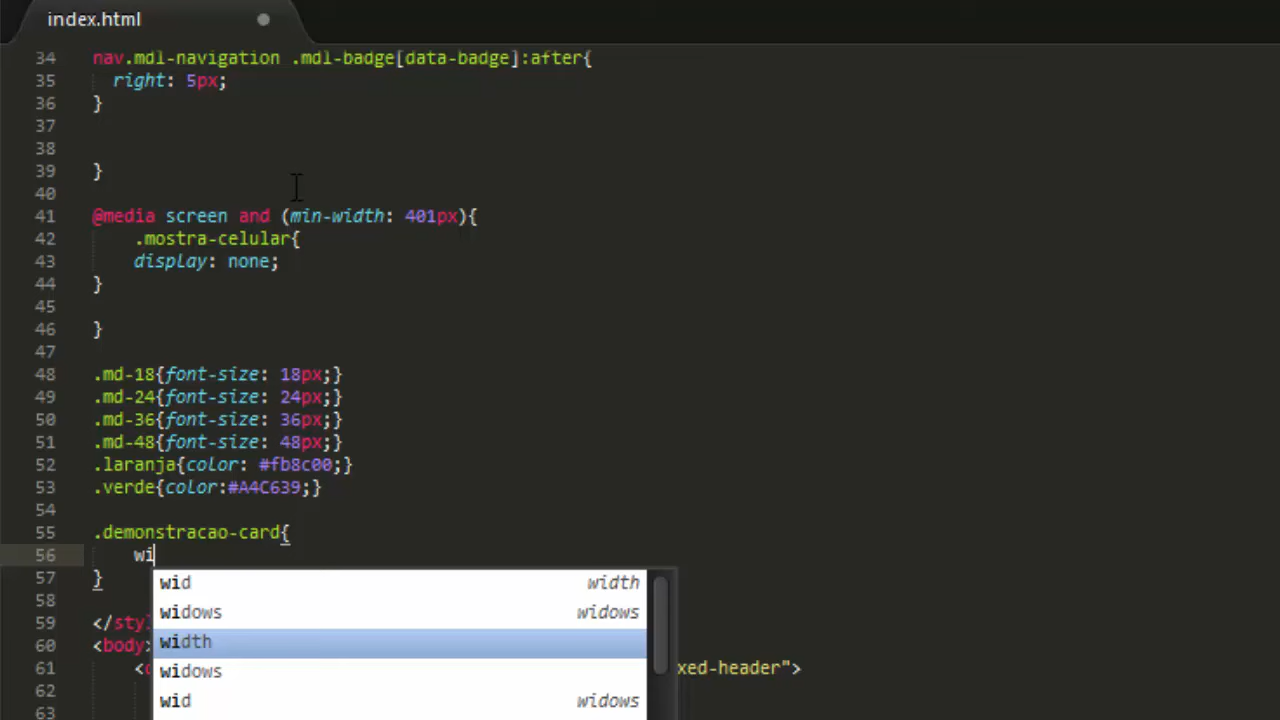 index.html
34 nav.mdl-navigation .mdl-badge[data-badge]:after{
35 right: 5px;
36 }
37
38
39 }
40
41 @media screen and (min-width: 401px){
42 .mostra-celular{
43 display: none;
44 }
45
46 }
47
48 .md-18{font-size: 18px;}
49 .md-24{font-size: 24px;}
50 .md-36{font-size: 36px;}
51 .md-48{font-size: 48px;}
52 .laranja{color: #fb8c00;}
53 .verde{color:#A4C639;}
54
55 .demonstracao-card{
56 wi
57 }
wid width
58
widows widows
59 </sty
width
60 <body>
61 < xed-header">
widows
62
wid widows
63